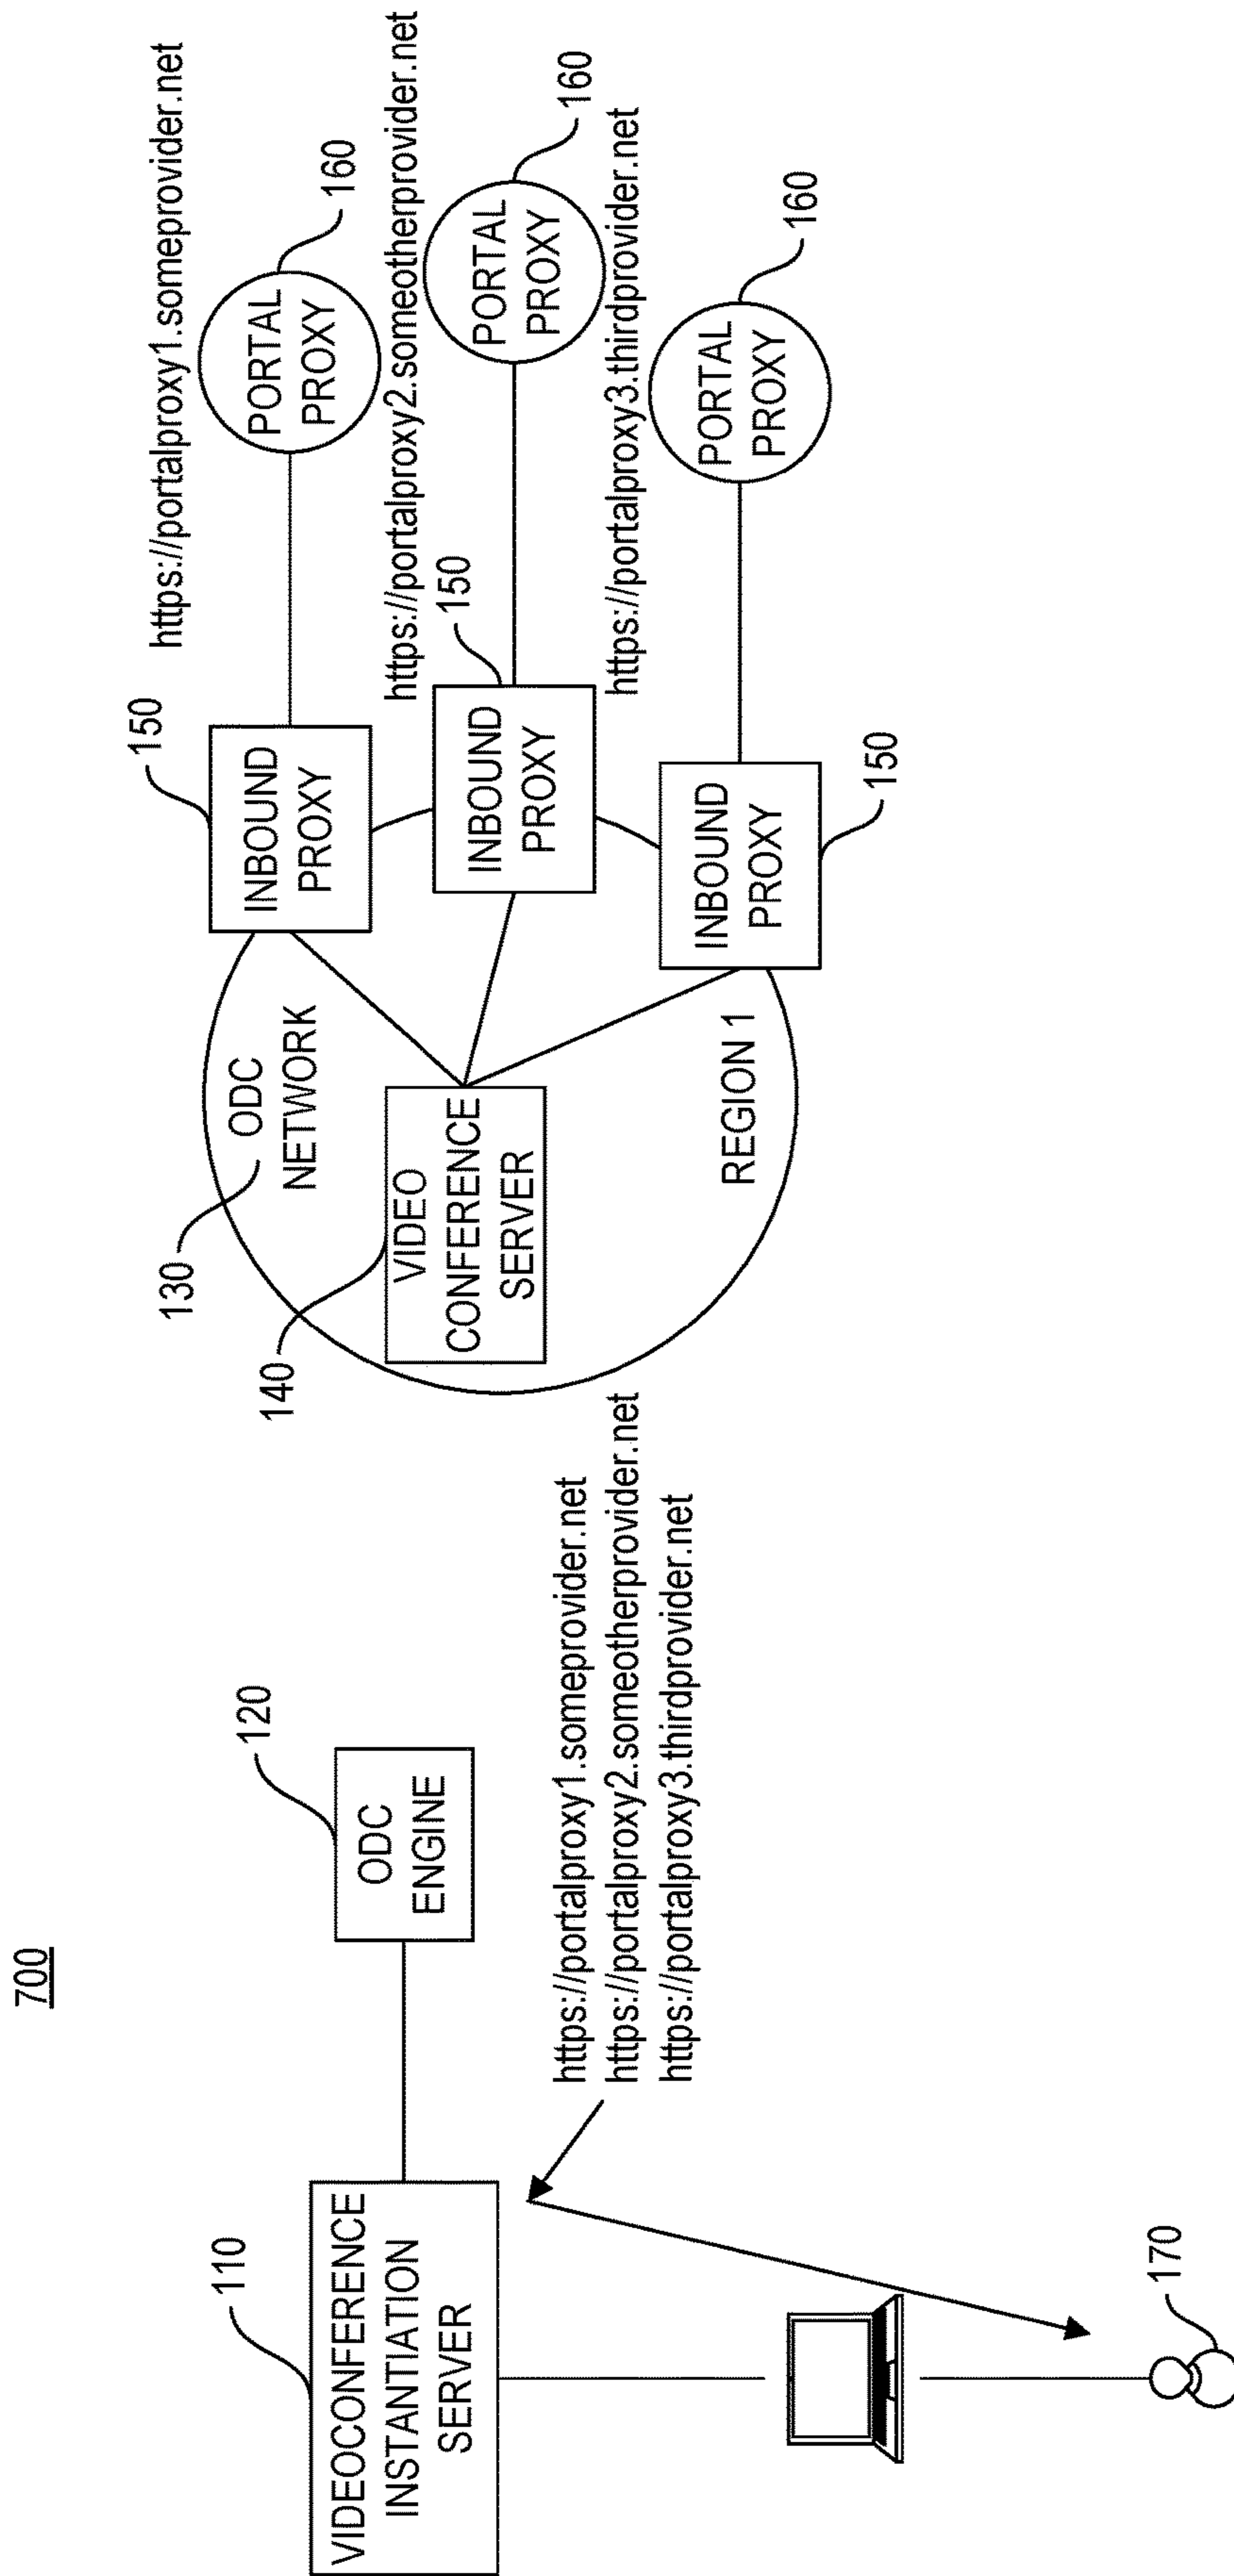 700
110
VIDEOCONFERENCE
INSTANTIATION
SERVER
120
ODC
ENGINE
170
https://portalproxy1.someprovider.net
https://portalproxy2.someotherprovider.net
https://portalproxy3.thirdprovider.net
130
ODC
NETWORK
140
VIDEO
CONFERENCE
SERVER
REGION 1
150
INBOUND
PROXY
150
INBOUND
PROXY
150
INBOUND
PROXY
https://portalproxy1.someprovider.net
160
PORTAL
PROXY
https://portalproxy2.someotherprovider.net
160
PORTAL
PROXY
https://portalproxy3.thirdprovider.net
160
PORTAL
PROXY